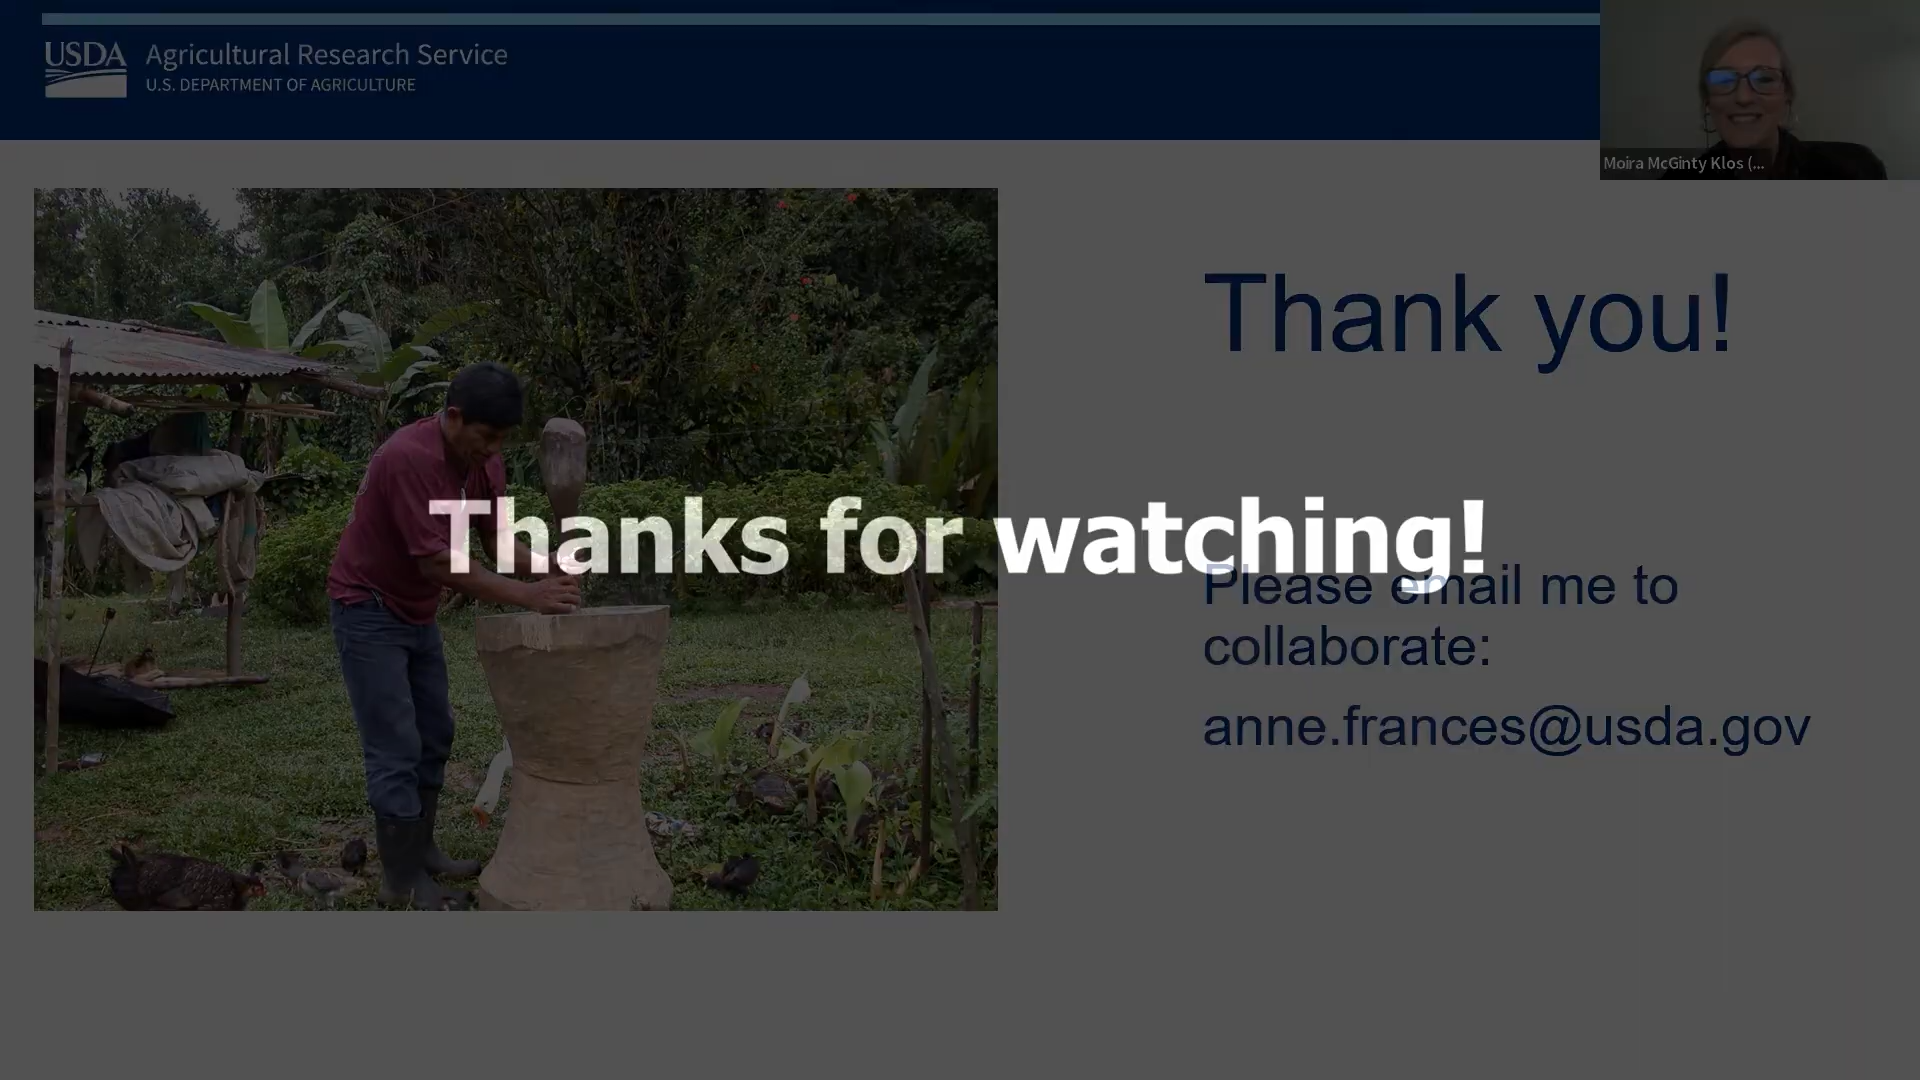 USDA
Agricultural Research Service
U.S. DEPARTMENT OF AGRICULTURE
Moira McGinty Klos (...
Thank you!
Thanks for watching!
Please email me to
collaborate:
anne.frances@usda.gov